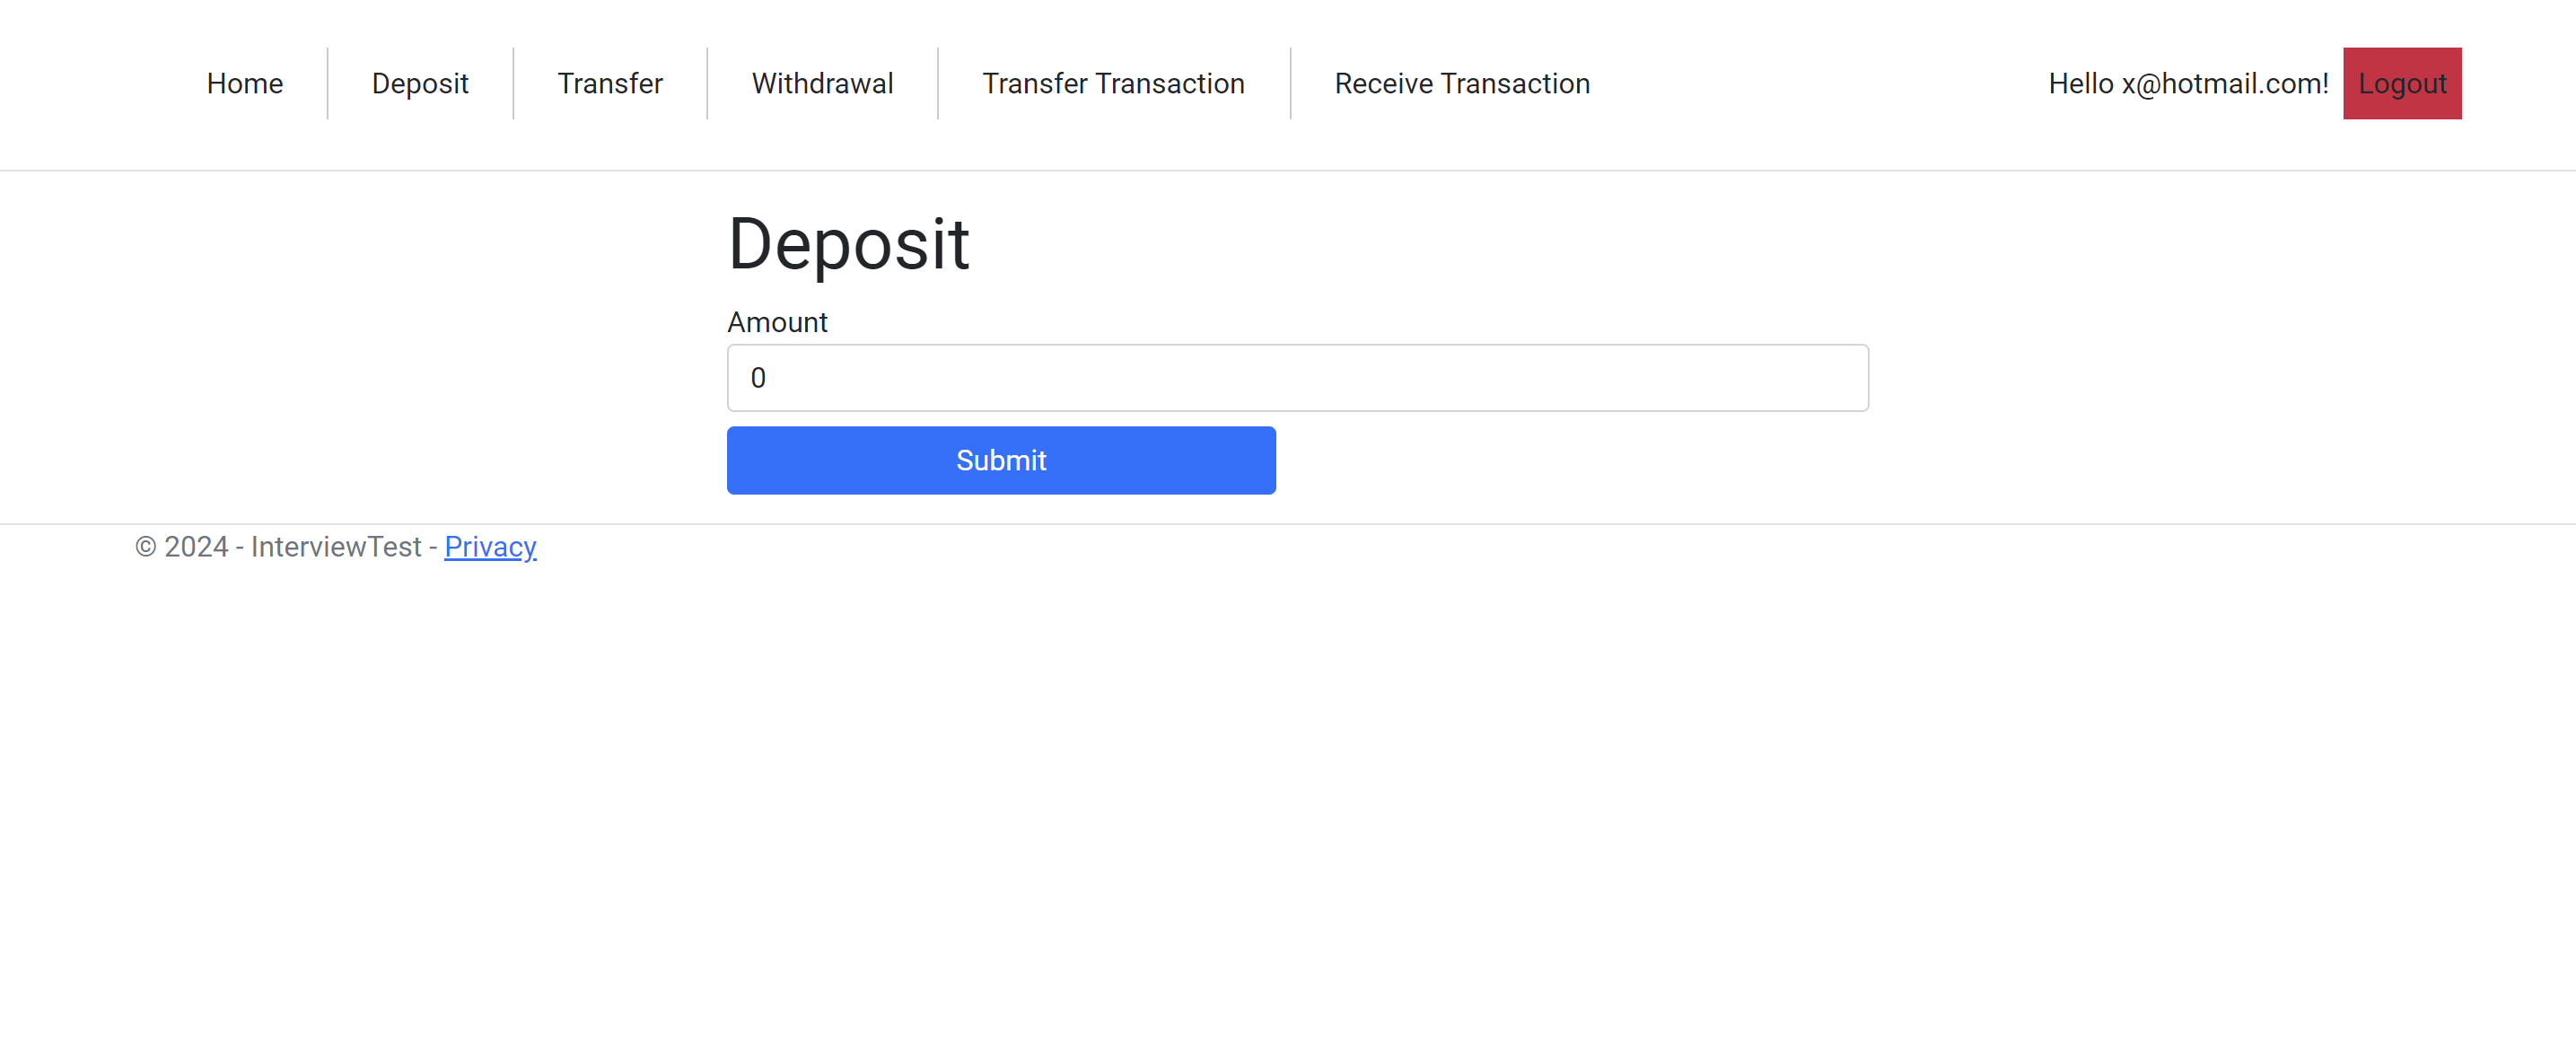 Home Deposit Transfer Withdrawal Transfer Transaction Receive Transaction Hello x@hotmail.com! Logout
Deposit
Amount
0
Submit
© 2024 - InterviewTest - Privacy